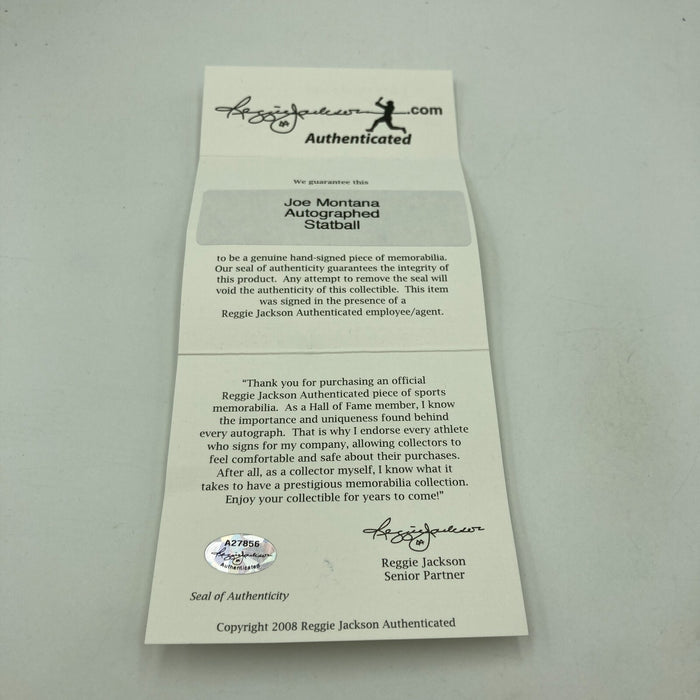 Reggie Jackson.com
Authenticated
We guarantee this
Joe Montana
Autographed
Statball
to be a genuine hand-signed piece of memorabilia.
Our seal of authenticity guarantees the integrity of
this product. Any attempt to remove the seal will
void the authenticity of this collectible. This item
was signed in the presence of a
Reggie Jackson Authenticated employee/agent.
"Thank you for purchasing an official
Reggie Jackson Authenticated piece of sports
memorabilia. As a Hall of Fame member, I know
the importance and uniqueness found behind
every autograph. That is why I endorse every athlete
who signs for my company, allowing collectors to
feel comfortable and safe about their purchases.
After all, as a collector myself, I know what it
takes to have a prestigious memorabilia collection.
Enjoy your collectible for years to come!"
A27856
Reggie Jackson
Authenticated
Seal of Authenticity
Reggie Jackson
Reggie Jackson
Senior Partner
Copyright 2008 Reggie Jackson Authenticated